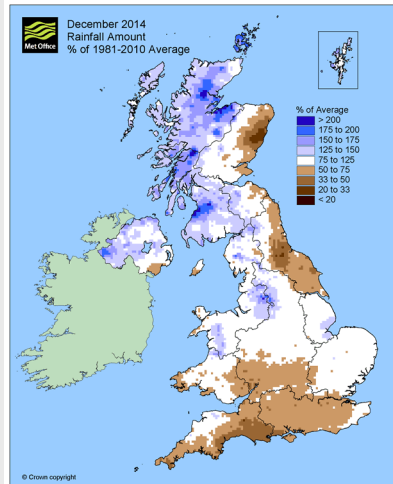 Met Office
December 2014
Rainfall Amount
% of 1981-2010 Average
% of Average
> 200
175 to 200
150 to 175
125 to 150
75 to 125
50 to 75
33 to 50
20 to 33
< 20
© Crown copyright